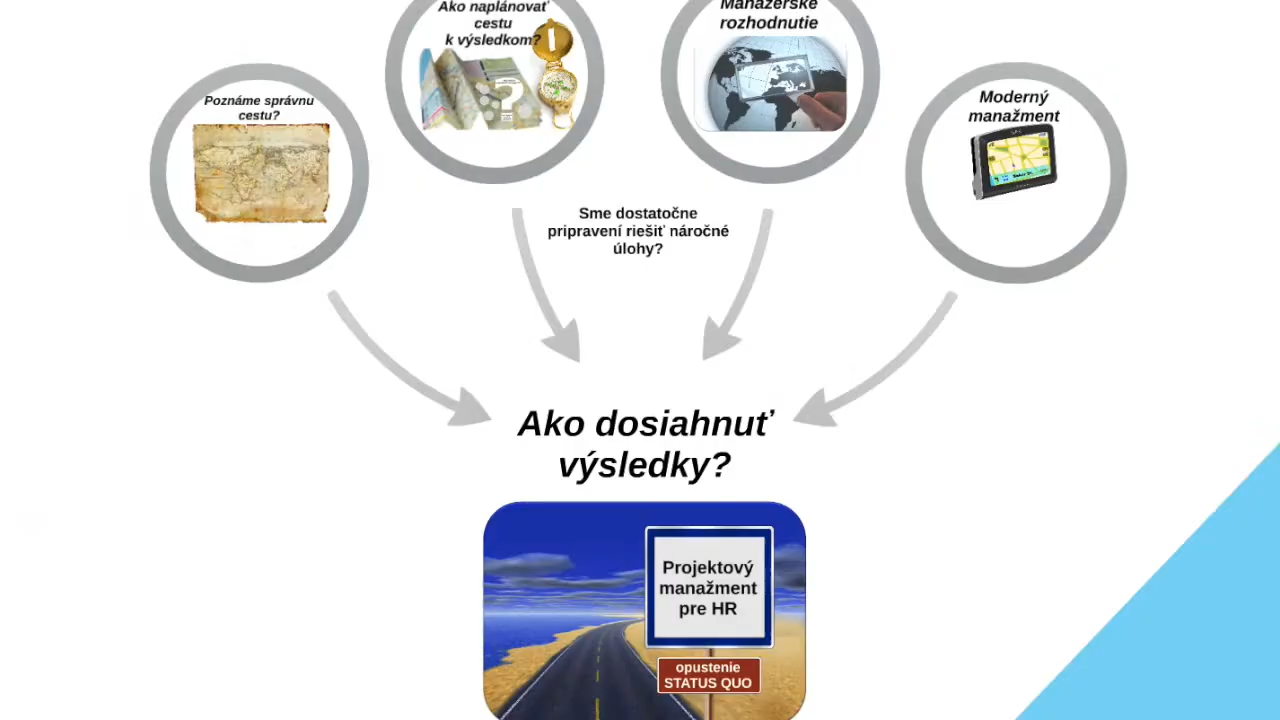 Ako naplánovať
cestu
k výsledkom?
Manažérske
rozhodnutie
Poznáme správnu
cestu?
Moderný
manažment
Sme dostatočne
pripravení riešiť náročné
úlohy?
Ako dosiahnuť
výsledky?
Projektový
manažment
pre HR
opustenie
STATUS QUO